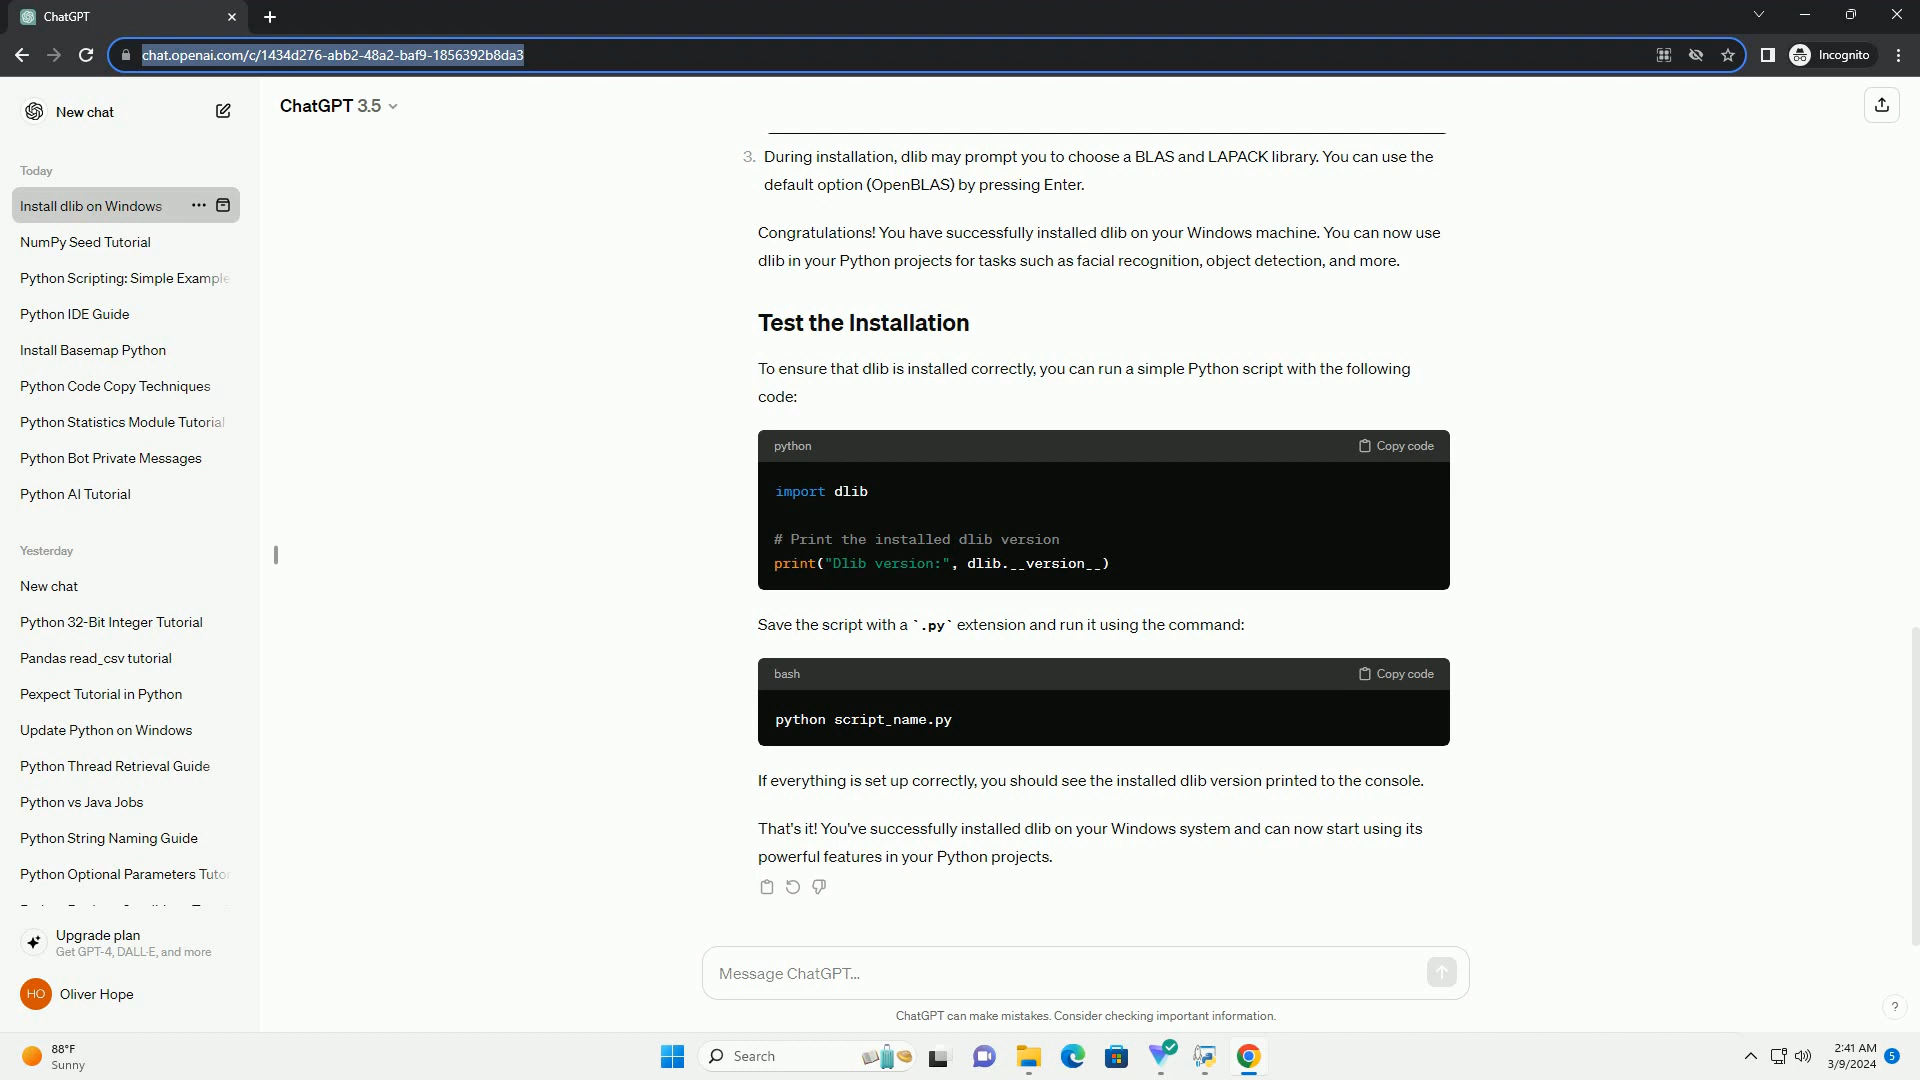 ChatGPT
chat.openai.com/c/1434d276-abb2-48a2-baf9-1856392b8da3
Incognito
New chat
ChatGPT 3.5
Today
Install dlib on Windows
NumPy Seed Tutorial
Python Scripting: Simple Example
Python IDE Guide
Install Basemap Python
Python Code Copy Techniques
Python Statistics Module Tutorial
Python Bot Private Messages
Python AI Tutorial
Yesterday
New chat
Python 32-Bit Integer Tutorial
Pandas read_csv tutorial
Pexpect Tutorial in Python
Update Python on Windows
Python Thread Retrieval Guide
Python vs Java Jobs
Python String Naming Guide
Python Optional Parameters Tutor
Upgrade plan
Get GPT-4, DALL·E, and more
HO
Oliver Hope
3. During installation, dlib may prompt you to choose a BLAS and LAPACK library. You can use the
default option (OpenBLAS) by pressing Enter.
Congratulations! You have successfully installed dlib on your Windows machine. You can now use
dlib in your Python projects for tasks such as facial recognition, object detection, and more.
Test the Installation
To ensure that dlib is installed correctly, you can run a simple Python script with the following
code:
python
Copy code
import dlib
# Print the installed dlib version
print("Dlib version:", dlib.__version__)
Save the script with a `.py` extension and run it using the command:
bash
Copy code
python script_name.py
If everything is set up correctly, you should see the installed dlib version printed to the console.
That's it! You've successfully installed dlib on your Windows system and can now start using its
powerful features in your Python projects.
Message ChatGPT...
ChatGPT can make mistakes. Consider checking important information.
?
88°F
Sunny
Search
2:41 AM
3/9/2024
5